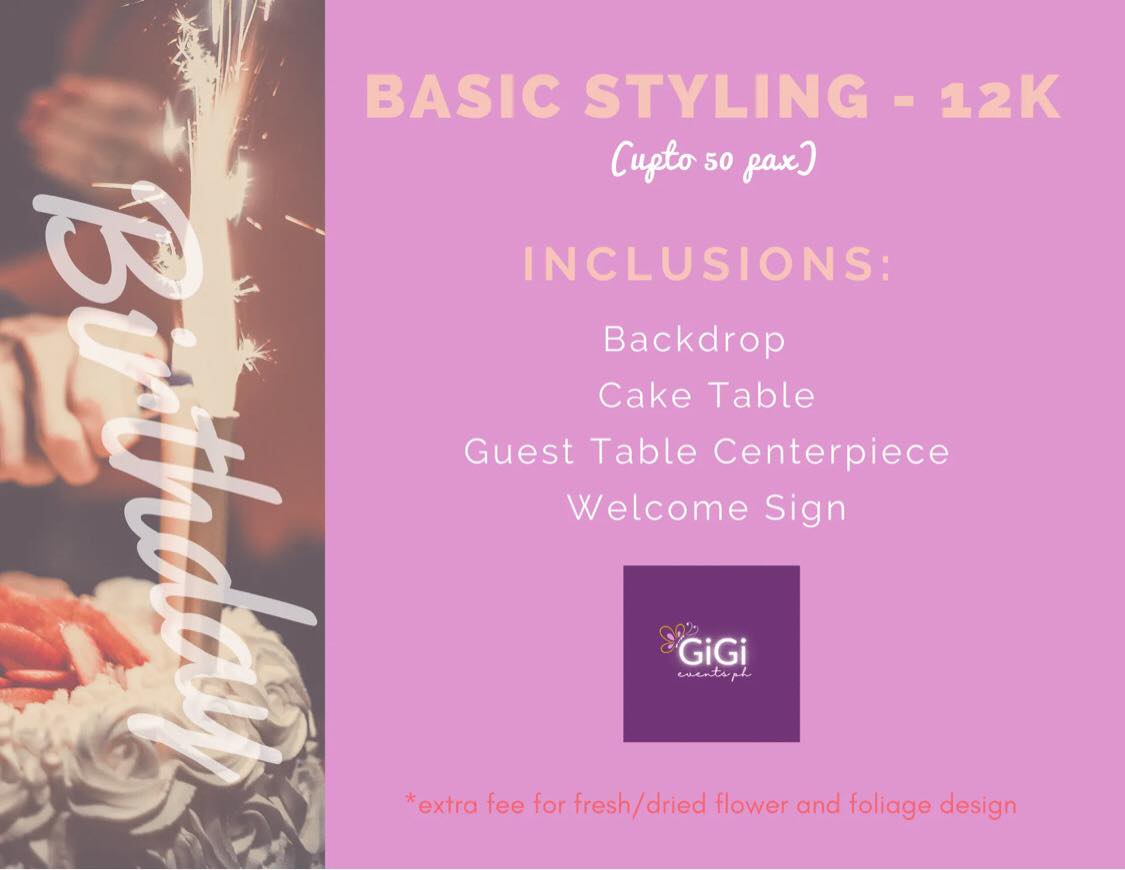 Birthday
BASIC STYLING - 12K
(upto 50 pax)
INCLUSIONS:
Backdrop
Cake Table
Guest Table Centerpiece
Welcome Sign
GiGi
events ph
*extra fee for fresh/dried flower and foliage design